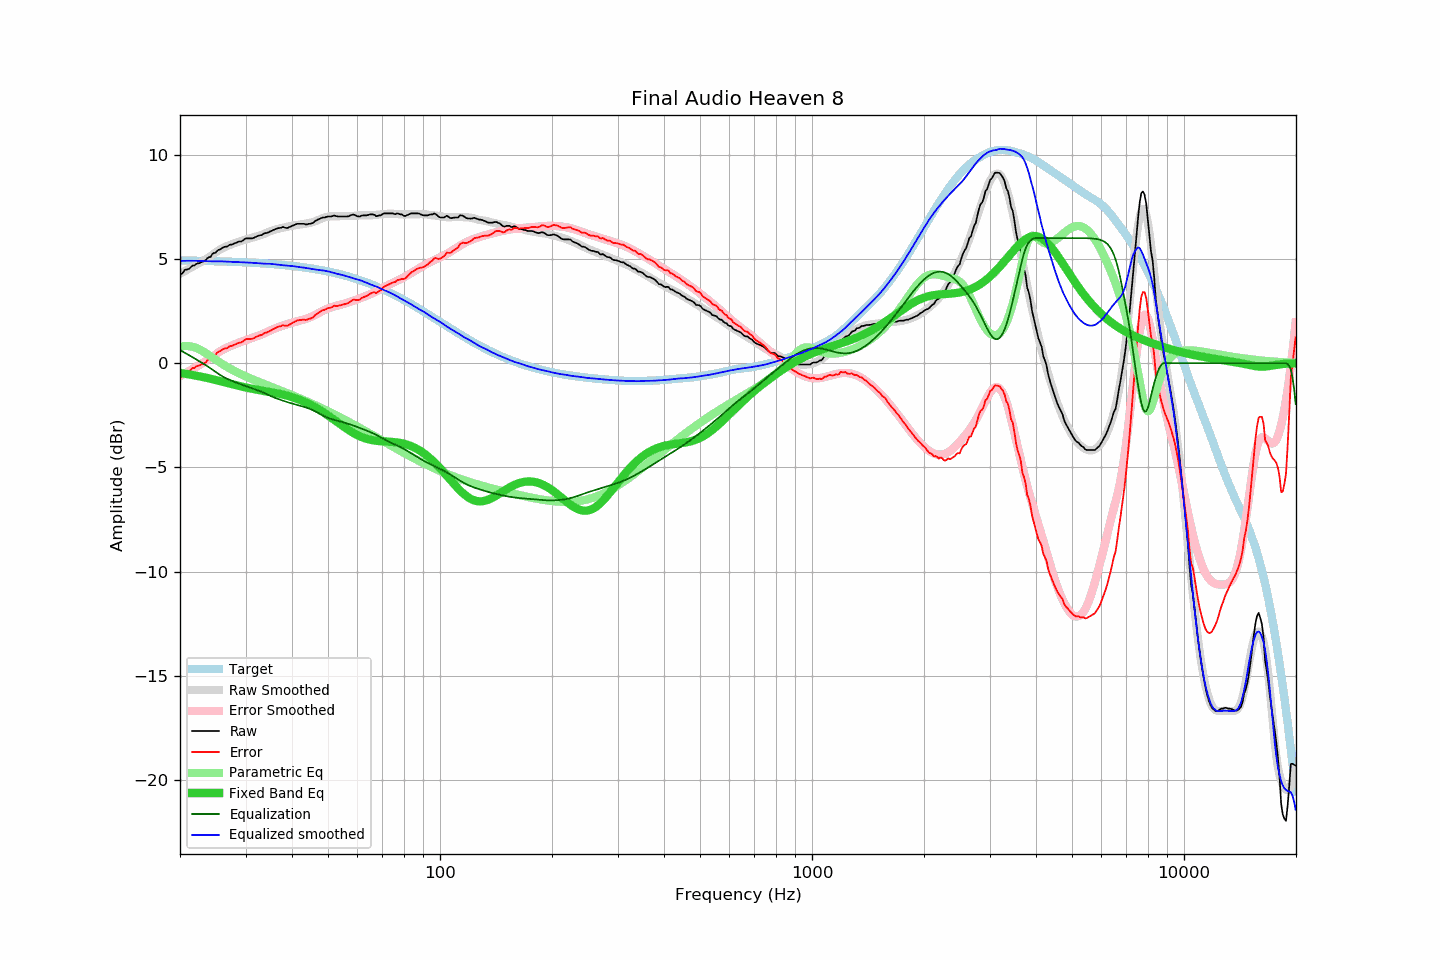 Final Audio Heaven 8
Amplitude (dBr)
10
5
0
−5
−10
−15
−20
Target
Raw Smoothed
Error Smoothed
Raw
Error
Parametric Eq
Fixed Band Eq
Equalization
Equalized smoothed
100
1000
10000
Frequency (Hz)